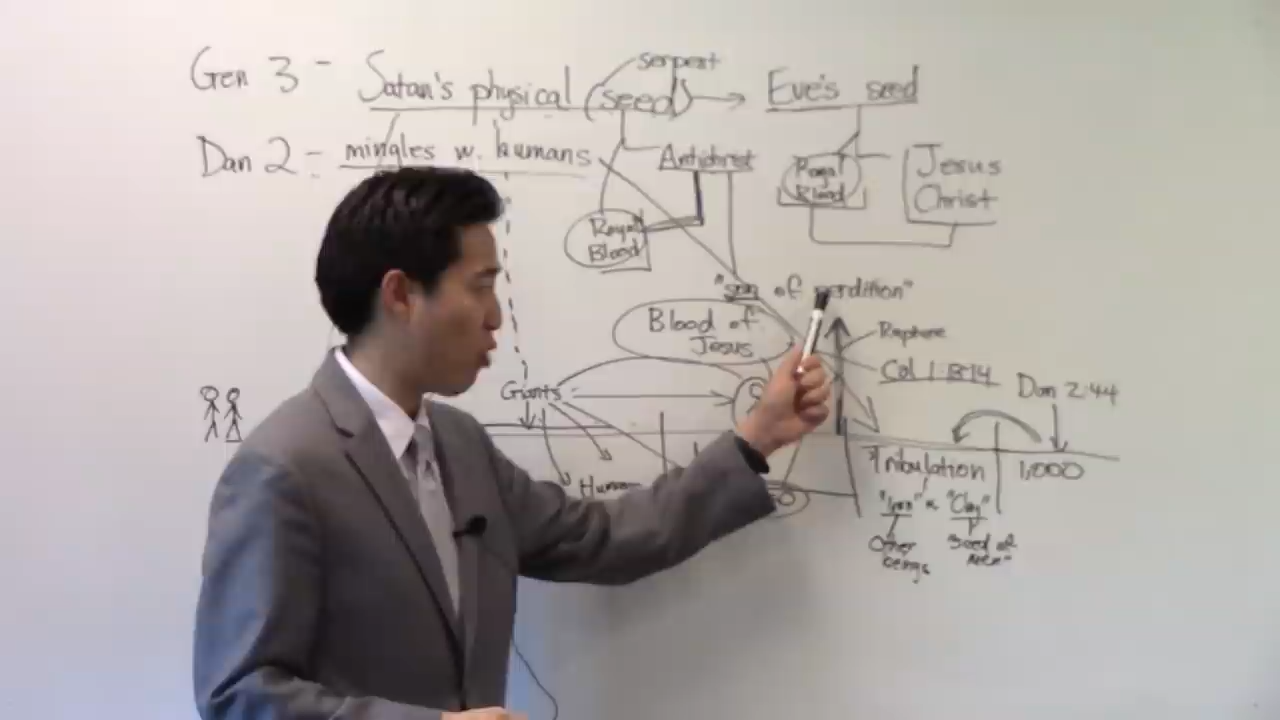 serpent
Gen 3 - Satan's physical (seed) Eve's seed
Dan 2 = mingles w. humans
Antichrist
Royal Blood
Jesus
Christ
Royal
Blood
"son of perdition"
Blood of
Jesus
Rapture
Col 1:13-14
Dan 2:44
Giants
Human
Tribulation
1,000
"Iron" & "Clay"
Other
beings
"Seed of
men"